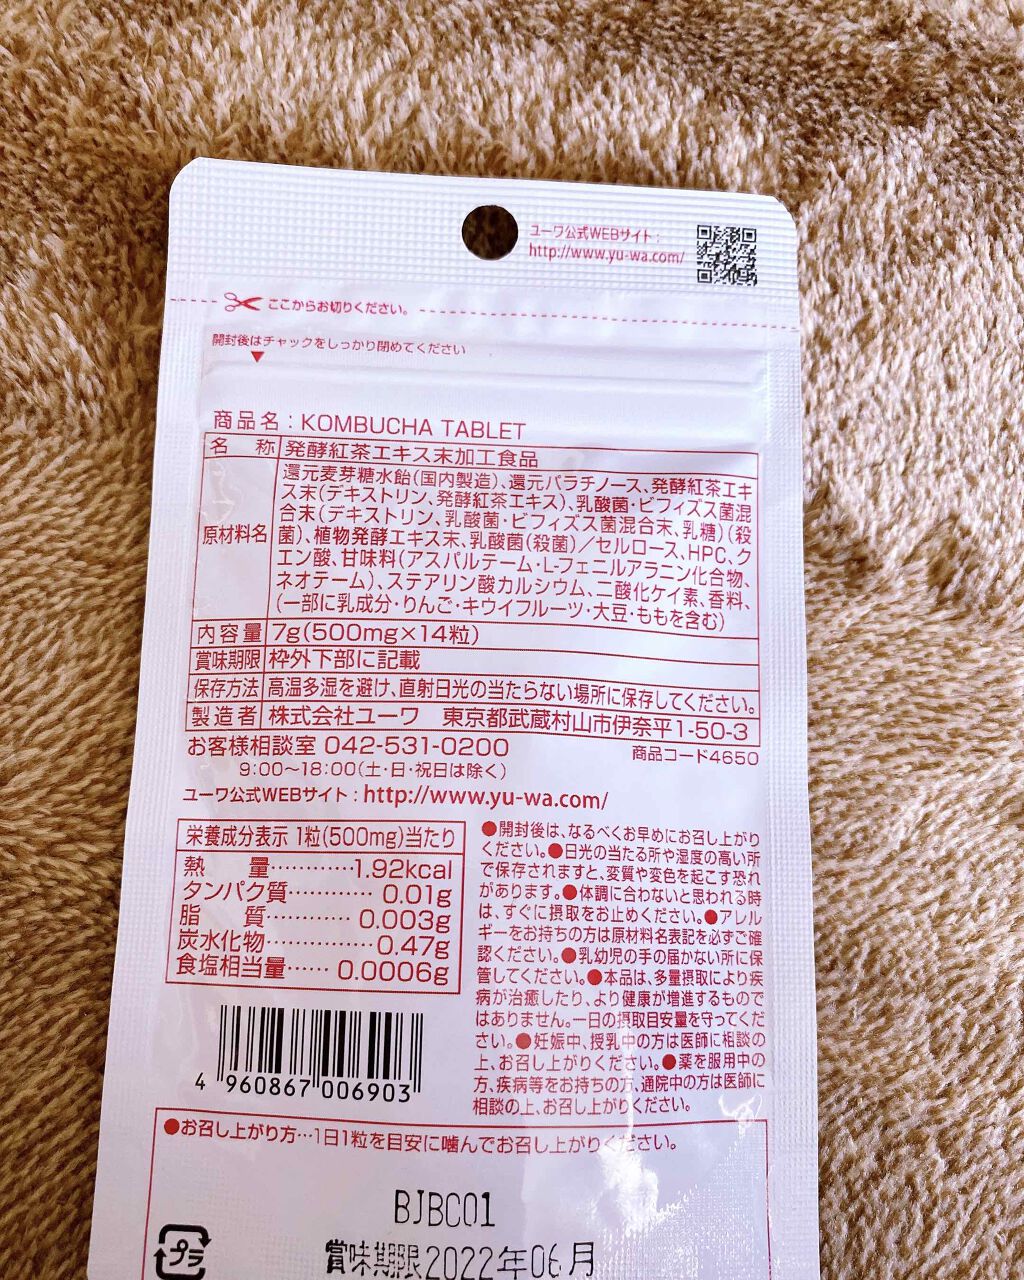 ユーワ公式WEBサイト：
http://www.yu-wa.com/
ここからお切りください。
開封後はチャックをしっかり閉めてください
商品名：KOMBUCHA TABLET
名 称 発酵紅茶エキス末加工食品
原材料名
還元麦芽糖水飴(国内製造)、還元パラチノース、発酵紅茶エキ
ス末(デキストリン、発酵紅茶エキス)、乳酸菌・ビフィズス菌混
合末(デキストリン、乳酸菌・ビフィズス菌混合末、乳糖)(殺
菌)、植物発酵エキス末、乳酸菌(殺菌)／セルロース、HPC、ク
エン酸、甘味料(アスパルテーム・L-フェニルアラニン化合物、
ネオテーム)、ステアリン酸カルシウム、二酸化ケイ素、香料、
(一部に乳成分・りんご・キウイフルーツ・大豆・ももを含む)
内容量 7g(500mg×14粒)
賞味期限 枠外下部に記載
保存方法 高温多湿を避け、直射日光の当たらない場所に保存してください。
製造者 株式会社ユーワ 東京都武蔵村山市伊奈平1-50-3
お客様相談室 042-531-0200
商品コード4650
9:00〜18:00(土・日・祝日は除く)
ユーワ公式WEBサイト：http://www.yu-wa.com/
栄養成分表示 1粒(500mg)当たり
熱 量…………1.92kcal
タンパク質…………0.01g
脂 質…………0.003g
炭水化物……………0.47g
食塩相当量……0.0006g
●開封後は、なるべくお早めにお召し上がり
ください。●日光の当たる所や湿度の高い所
で保存されますと、変質や変色を起こす恐れ
があります。●体調に合わないと思われる時
は、すぐに摂取をお止めください。●アレル
ギーをお持ちの方は原材料名表記を必ずご確
認ください。●乳幼児の手の届かない所に保
管してください。●本品は、多量摂取により疾
病が治癒したり、より健康が増進するもので
はありません。一日の摂取目安量を守ってくだ
さい。●妊娠中、授乳中の方は医師に相談の
上、お召し上がりください。●薬を服用中の
方、疾病等をお持ちの方、通院中の方は医師に
相談の上、お召し上がりください。
4 960867 006903
●お召し上がり方…1日1粒を目安に噛んでお召し上がりください。
BJBC01
プラ
賞味期限2022年06月